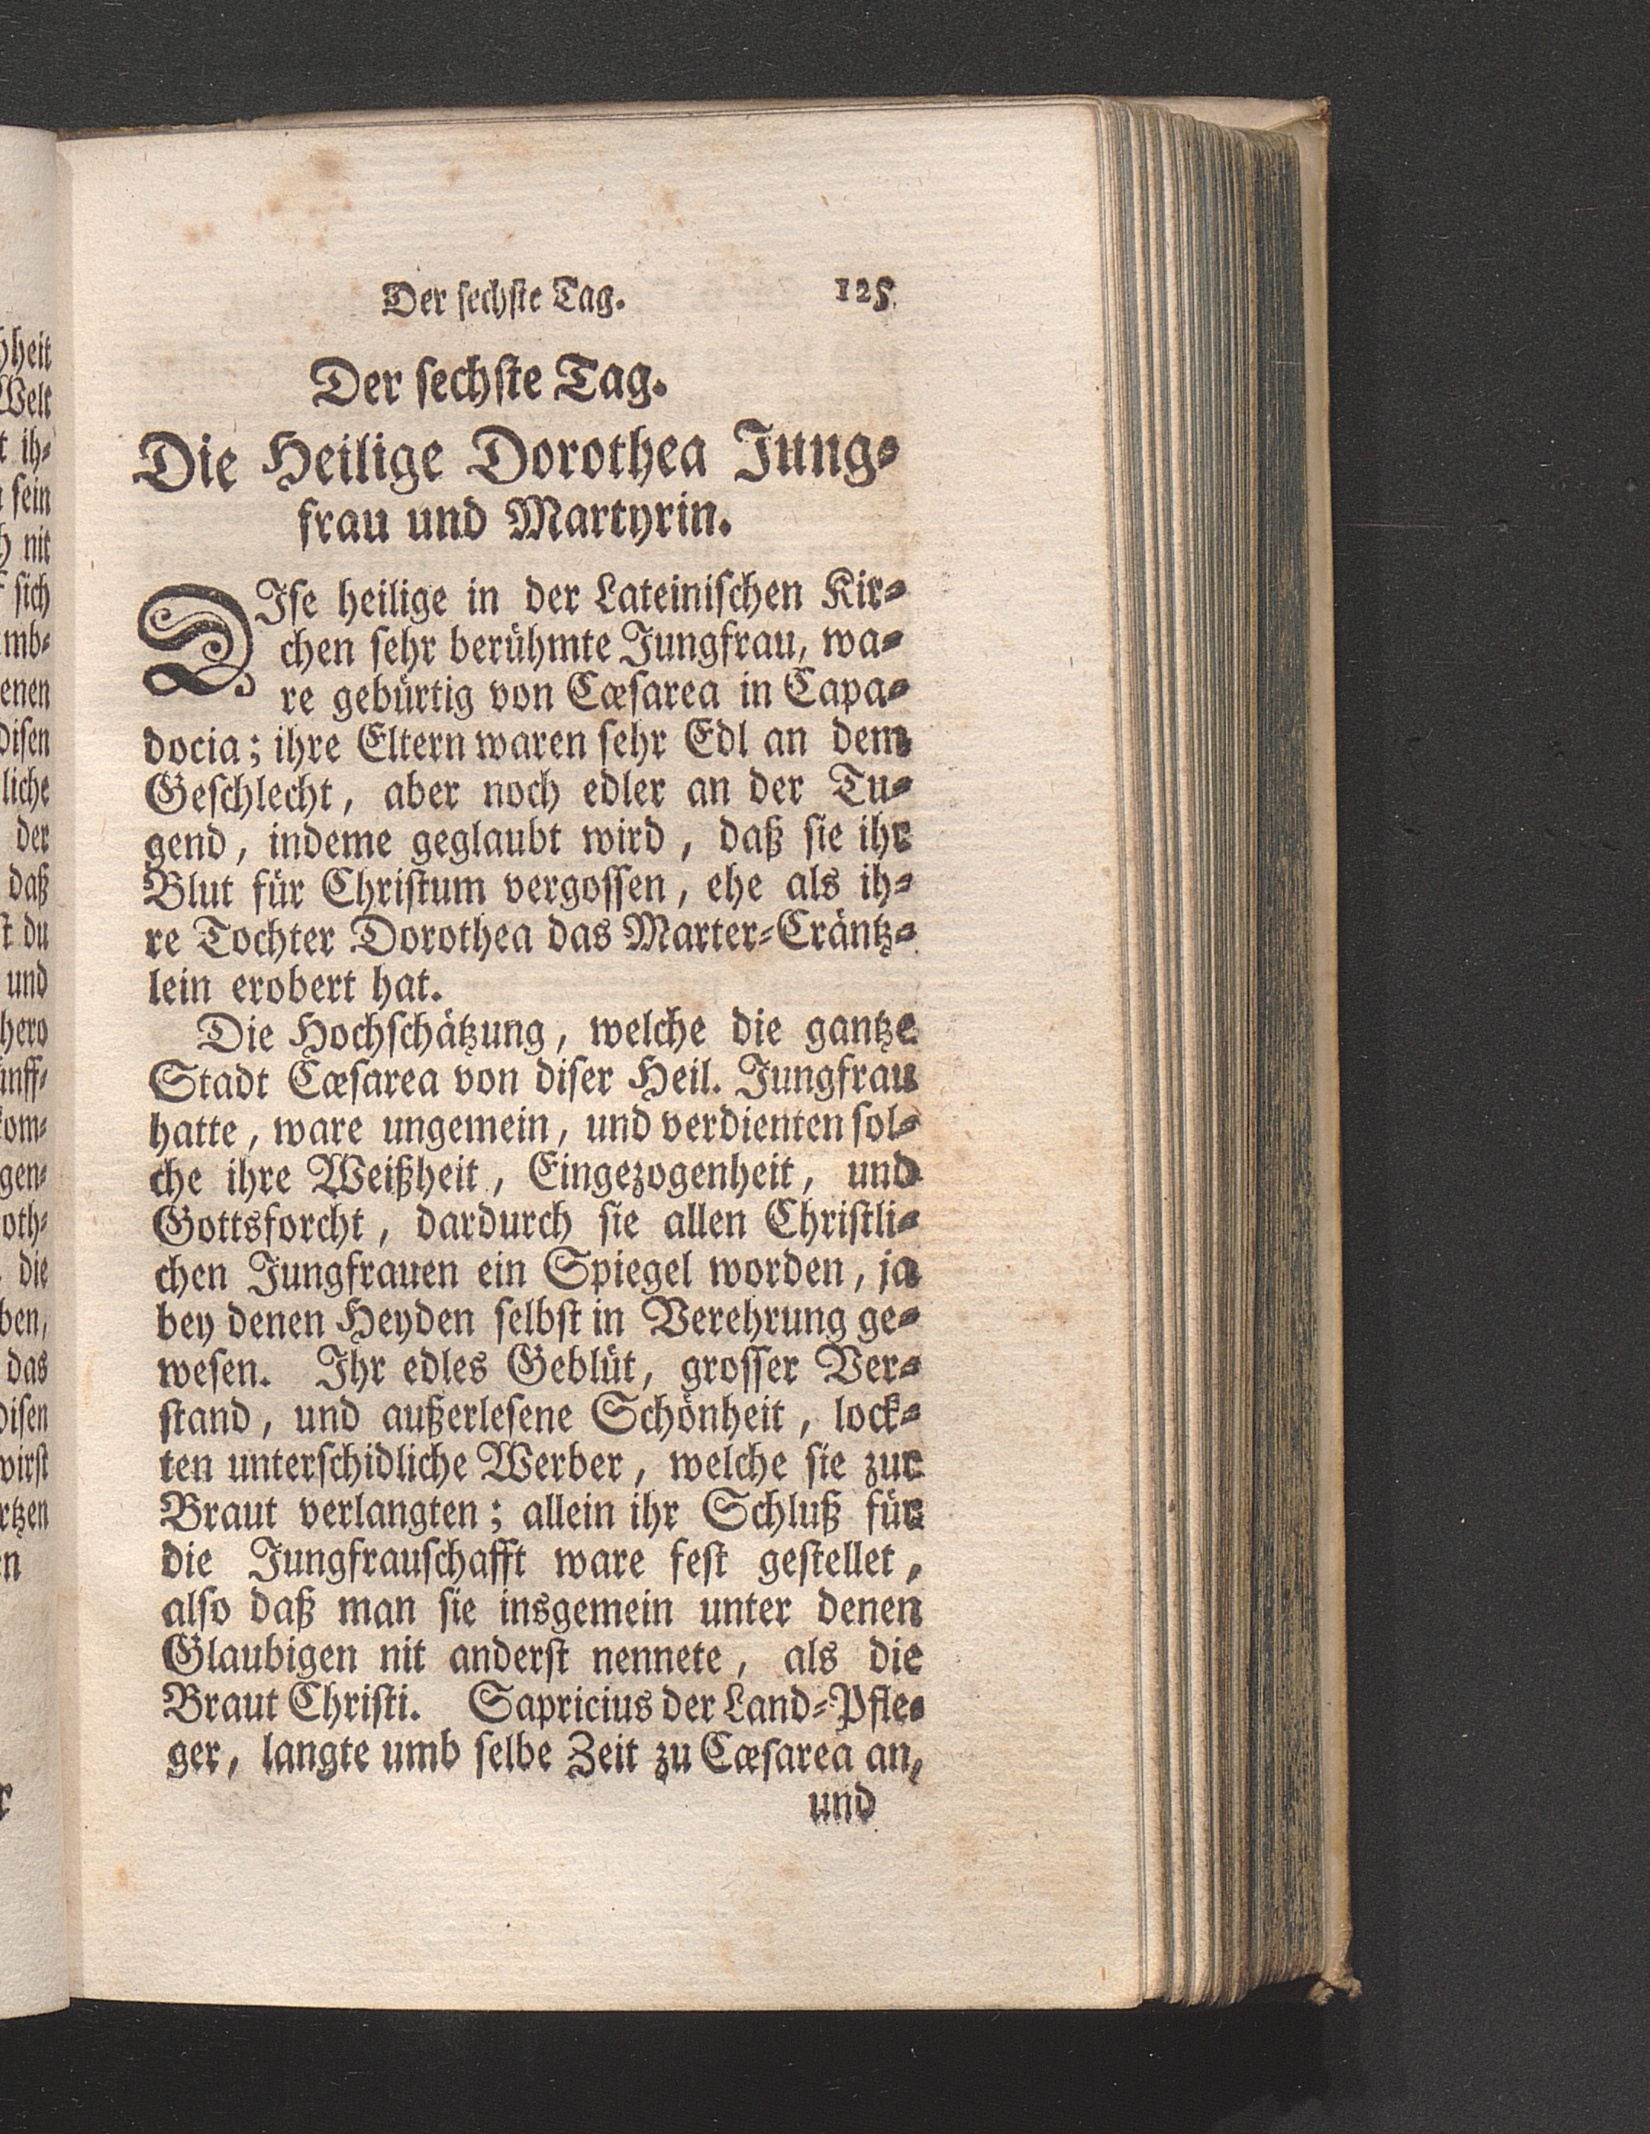 Der sechste Tag. 125
Der sechste Tag.
Die Heilige Dorothea Jung-
frau und Martyrin.
DIse heilige in der Lateinischen Kir-
chen sehr berühmte Jungfrau, wa-
re gebürtig von Cæsarea in Capa-
docia; ihre Eltern waren sehr Edl an dem
Geschlecht, aber noch edler an der Tu-
gend, indeme geglaubt wird, daß sie ihr
Blut für Christum vergossen, ehe als ih-
re Tochter Dorothea das Marter-Cräntz-
lein erobert hat.
Die Hochschätzung, welche die gantze
Stadt Cæsarea von diser Heil. Jungfrau
hatte, ware ungemein, und verdienten sol-
che ihre Weißheit, Eingezogenheit, und
Gottsforcht, dardurch sie allen Christli-
chen Jungfrauen ein Spiegel worden, ja
bey denen Heyden selbst in Verehrung ge-
wesen. Ihr edles Geblüt, grosser Ver-
stand, und außerlesene Schönheit, lock-
ten unterschidliche Werber, welche sie zur
Braut verlangten; allein ihr Schluß für
die Jungfrauschafft ware fest gestellet,
also daß man sie insgemein unter denen
Glaubigen nit anderst nennete, als die
Braut Christi. Sapricius der Land-Pfle-
ger, langte umb selbe Zeit zu Cæsarea an,
und